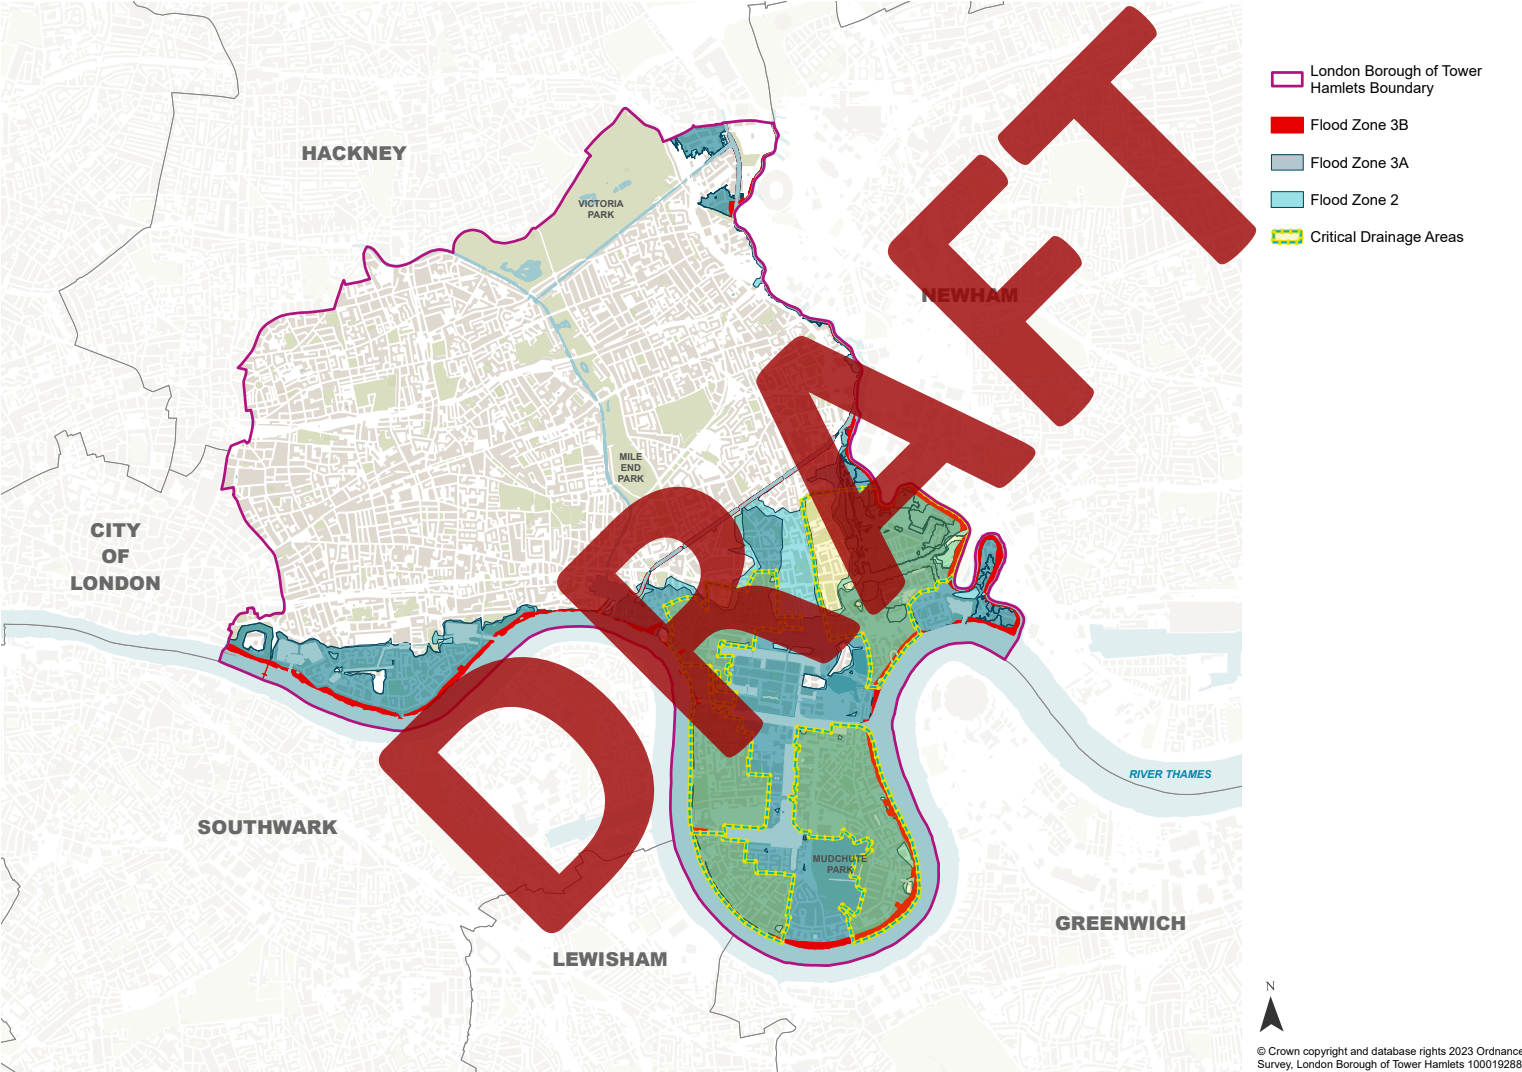 HACKNEY
VICTORIA
PARK
NEWHAM
MILE
END
PARK
CITY
OF
LONDON
RIVER THAMES
SOUTHWARK
MUDCHUTE
PARK
GREENWICH
LEWISHAM
DRAFT
London Borough of Tower
Hamlets Boundary
Flood Zone 3B
Flood Zone 3A
Flood Zone 2
Critical Drainage Areas
N
© Crown copyright and database rights 2023 Ordnance
Survey, London Borough of Tower Hamlets 100019288